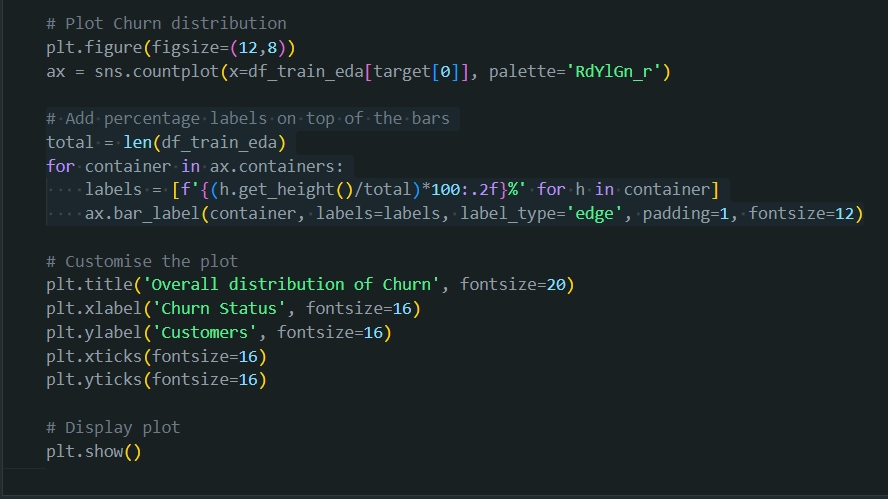 # Plot Churn distribution
plt.figure(figsize=(12,8))
ax = sns.countplot(x=df_train_eda[target[0]], palette='RdYlGn_r')
# Add percentage labels on top of the bars
total = len(df_train_eda)
for container in ax.containers:
    labels = [f'{(h.get_height()/total)*100:.2f}%' for h in container]
    ax.bar_label(container, labels=labels, label_type='edge', padding=1, fontsize=12)
# Customise the plot
plt.title('Overall distribution of Churn', fontsize=20)
plt.xlabel('Churn Status', fontsize=16)
plt.ylabel('Customers', fontsize=16)
plt.xticks(fontsize=16)
plt.yticks(fontsize=16)
# Display plot
plt.show()